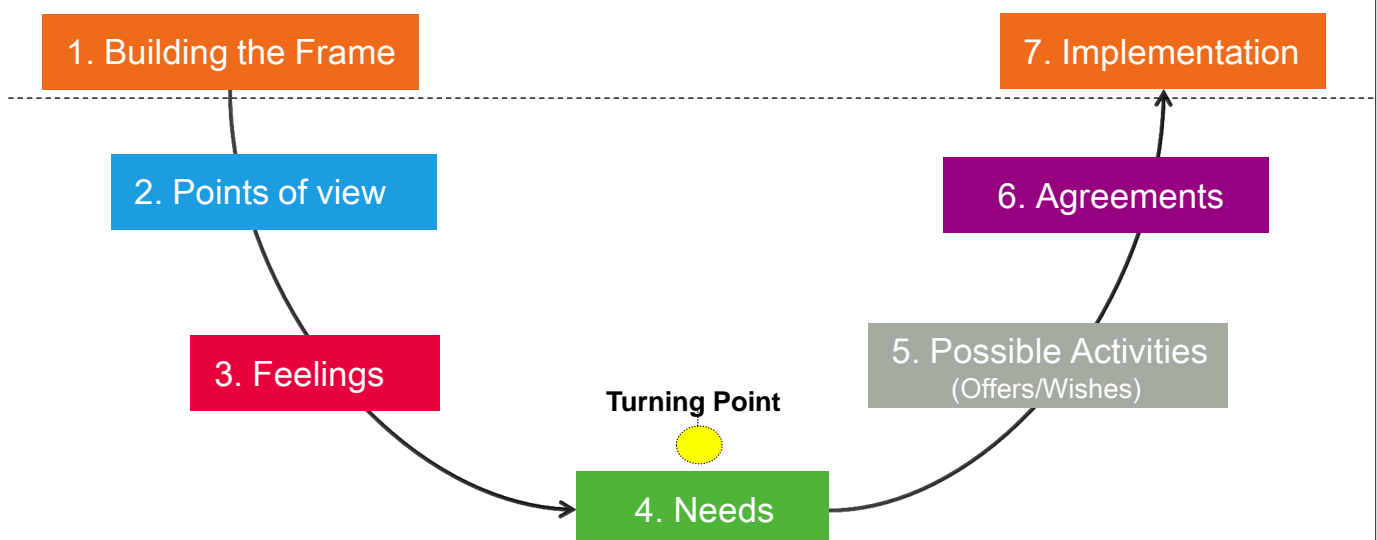 1. Building the Frame
7. Implementation
2. Points of view
6. Agreements
3. Feelings
5. Possible Activities
(Offers/Wishes)
Turning Point
4. Needs